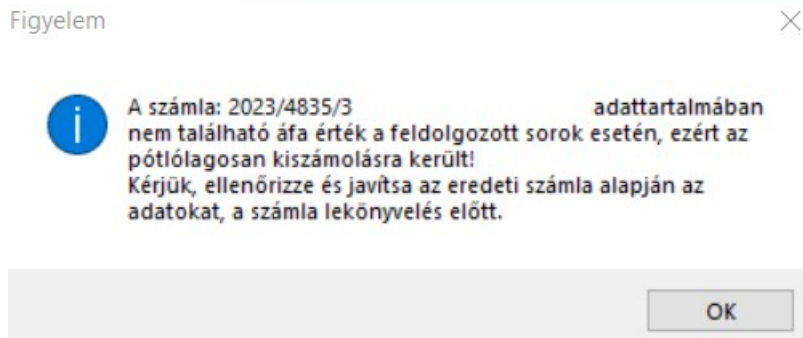 Figyelem
A számla: 2023/4835/3 adattartalmában
nem található áfa érték a feldolgozott sorok esetén, ezért az
pótlólagosan kiszámolásra került!
Kérjük, ellenőrizze és javítsa az eredeti számla alapján az
adatokat, a számla lekönyvelés előtt.
OK